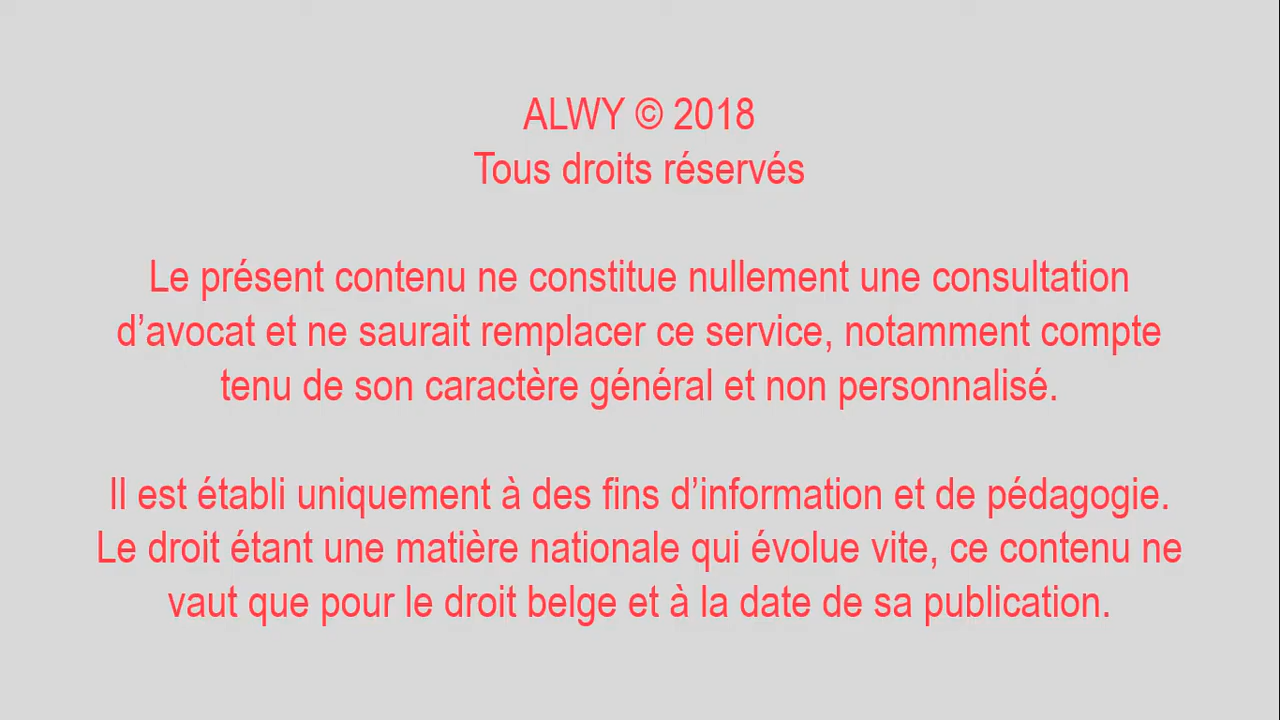 ALWY © 2018
Tous droits réservés
Le présent contenu ne constitue nullement une consultation
d’avocat et ne saurait remplacer ce service, notamment compte
tenu de son caractère général et non personnalisé.
Il est établi uniquement à des fins d’information et de pédagogie.
Le droit étant une matière nationale qui évolue vite, ce contenu ne
vaut que pour le droit belge et à la date de sa publication.